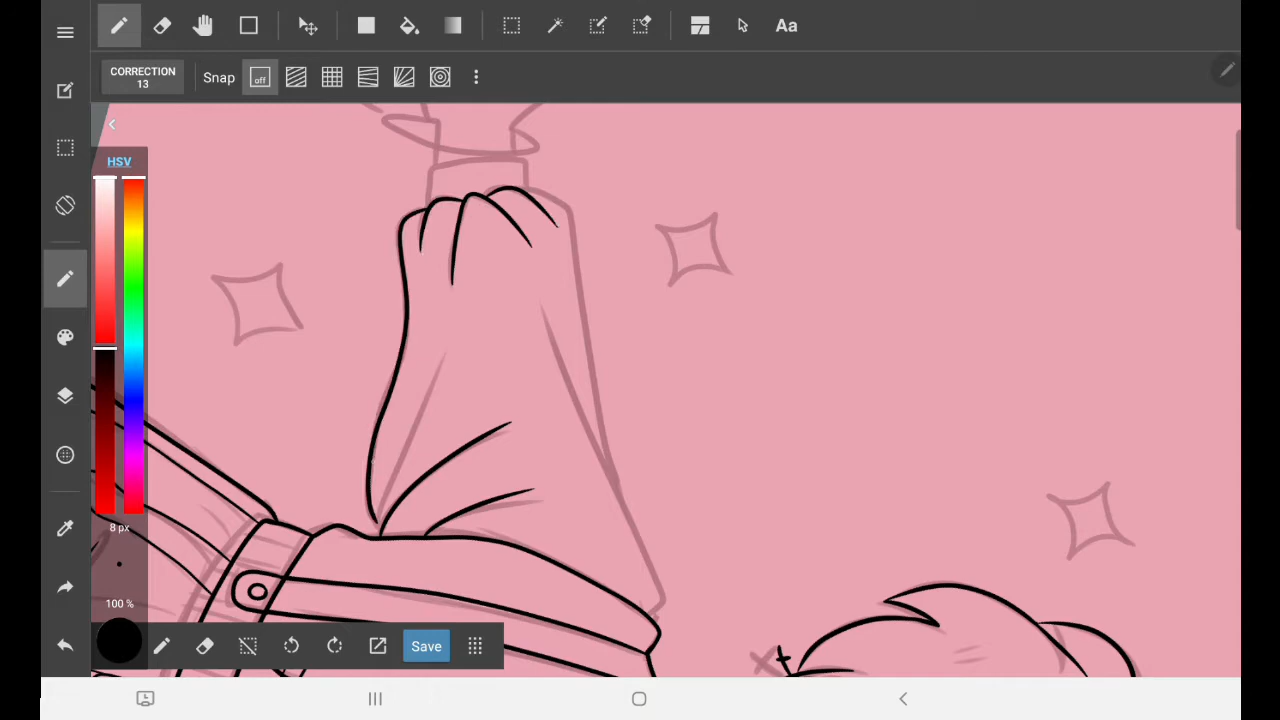 Aa
CORRECTION
13
Snap
off
HSV
8 px
100 %
Save